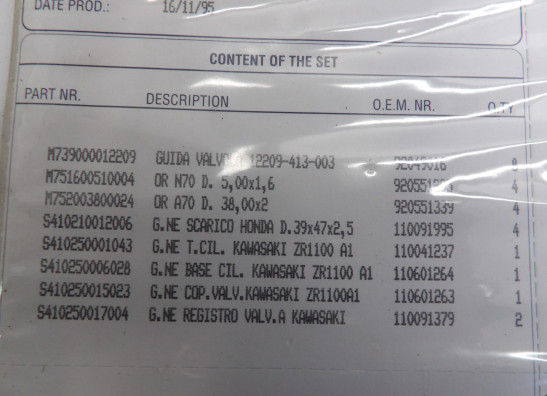 DATE PROD.: 16/11/95
CONTENT OF THE SET
PART NR. DESCRIPTION O.E.M. NR. Q.TY
M739000012209 GUIDA 12209-413-003 92049016 8
M751600510004 OR N70 D. 5,00x1,6 4
M752003800024 OR A70 D. 38,00x2 920551339 4
S410210012006 G.NE SCARICO HONDA D.39x47x2,5 110091995 4
S410250001043 G.NE T.CIL. KAWASAKI ZR1100 A1 110041237 1
S410250006028 G.NE BASE CIL. KAWASAKI ZR1100 A1 110601264 1
S410250015023 G.NE COP.VALV.KAWASAKI ZR1100A1 110601263 1
S410250017004 G.NE REGISTRO VALV.A KAWASAKI 110091379 2